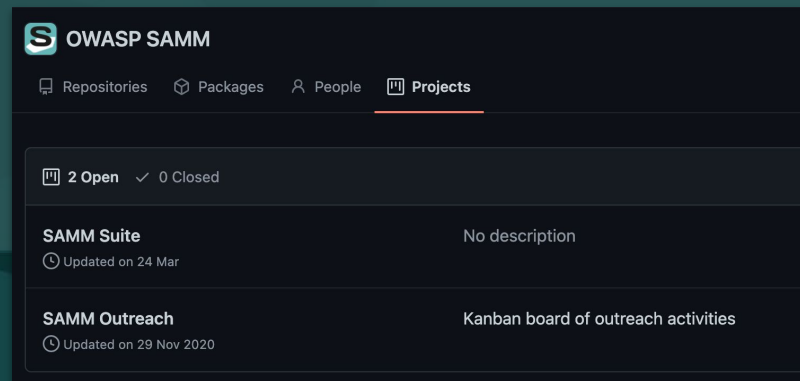 OWASP SAMM
Repositories Packages People Projects
2 Open 0 Closed
SAMM Suite No description
Updated on 24 Mar
SAMM Outreach Kanban board of outreach activities
Updated on 29 Nov 2020